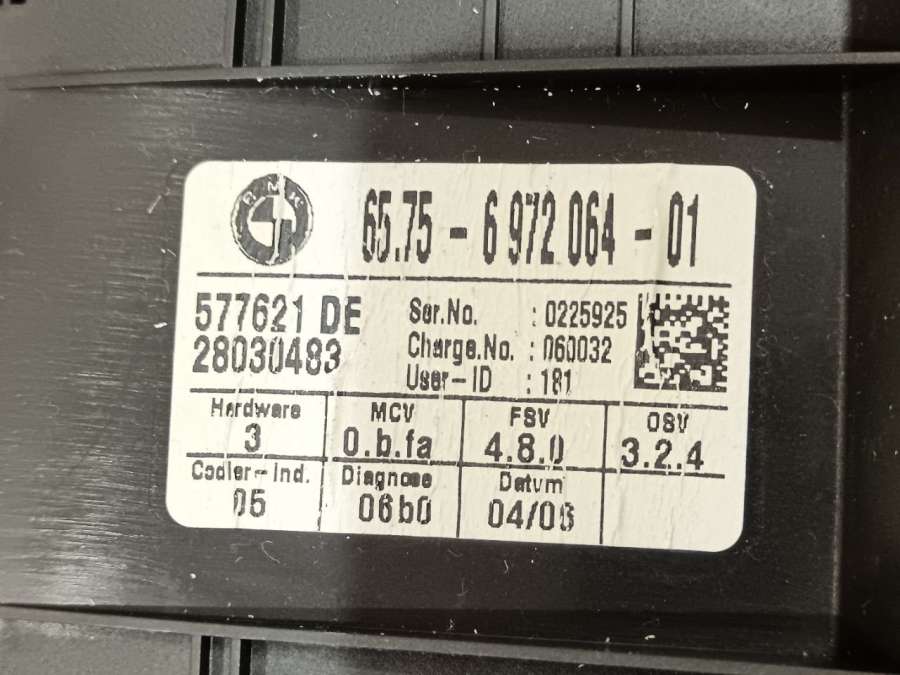 BMW
65.75 - 6 972 064 - 01
577621 DE
28030483
Ser.No. : 0225925
Charge.No. : 060032
User-ID : 181
Hardware MCV FSV OSV
3 0.b.fa 4.8.0 3.2.4
Codier-Ind. Diagnose Datum
05 06b0 04/06